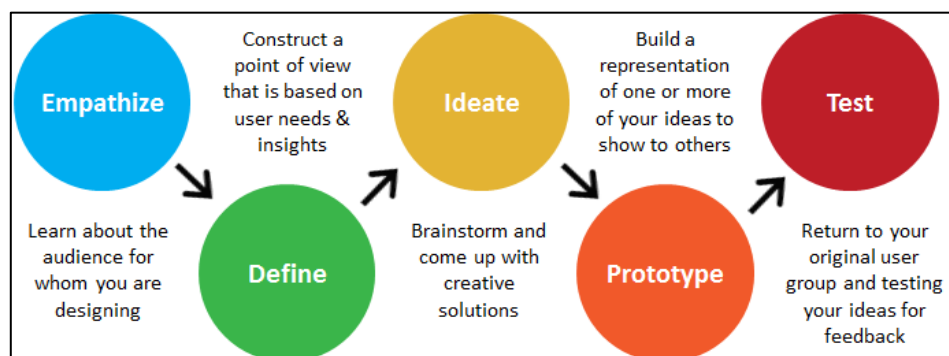 Empathize
Learn about the
audience for
whom you are
designing
Construct a
point of view
that is based on
user needs &
insights
Define
Ideate
Brainstorm and
come up with
creative
solutions
Build a
representation
of one or more
of your ideas to
show to others
Prototype
Test
Return to your
original user
group and testing
your ideas for
feedback